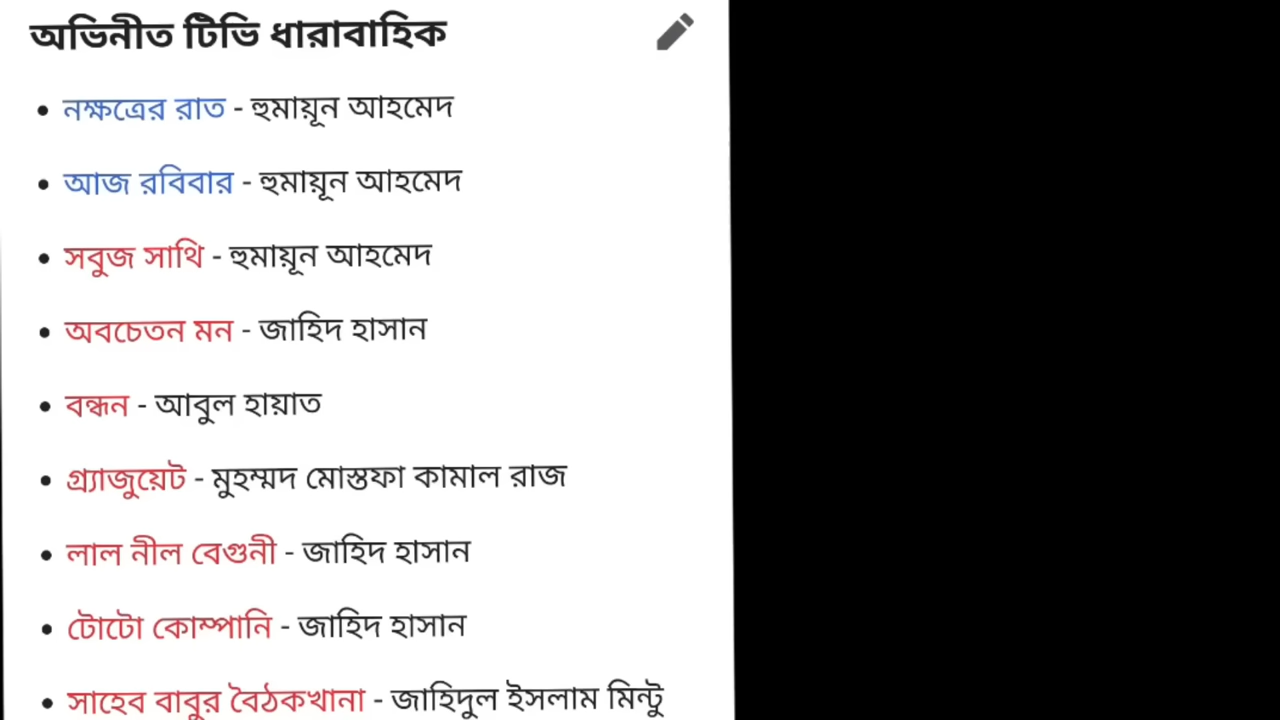 অভিনীত টিভি ধারাবাহিক
• নক্ষত্রের রাত - হুমায়ূন আহমেদ
• আজ রবিবার - হুমায়ূন আহমেদ
• সবুজ সাথি - হুমায়ূন আহমেদ
• অবচেতন মন - জাহিদ হাসান
• বন্ধন - আবুল হায়াত
• গ্র্যাজুয়েট - মুহম্মদ মোস্তফা কামাল রাজ
• লাল নীল বেগুনী - জাহিদ হাসান
• টোটো কোম্পানি - জাহিদ হাসান
• সাহেব বাবুর বৈঠকখানা - জাহিদুল ইসলাম মিন্টু